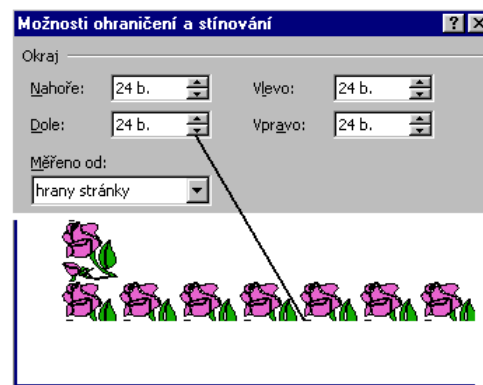 Možnosti ohraničení a stínování
Okraj
Nahoře: 24 b. Vlevo: 24 b.
Dole: 24 b. Vpravo: 24 b.
Měřeno od:
hrany stránky